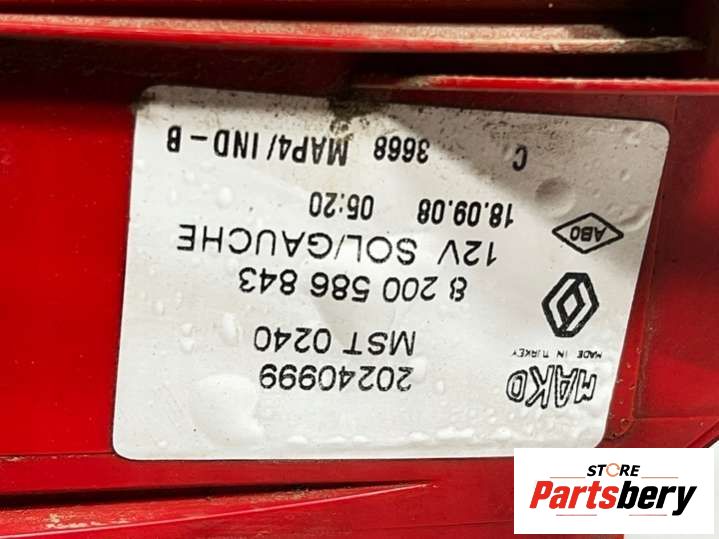 MAKO
MADE IN TURKEY
20240999
MST 0240
8 200 586 843
12V SOL/GAUCHE
ABO
18.09.08 05:20
C 3668 MAP4/IND-B
STORE
Partsbery